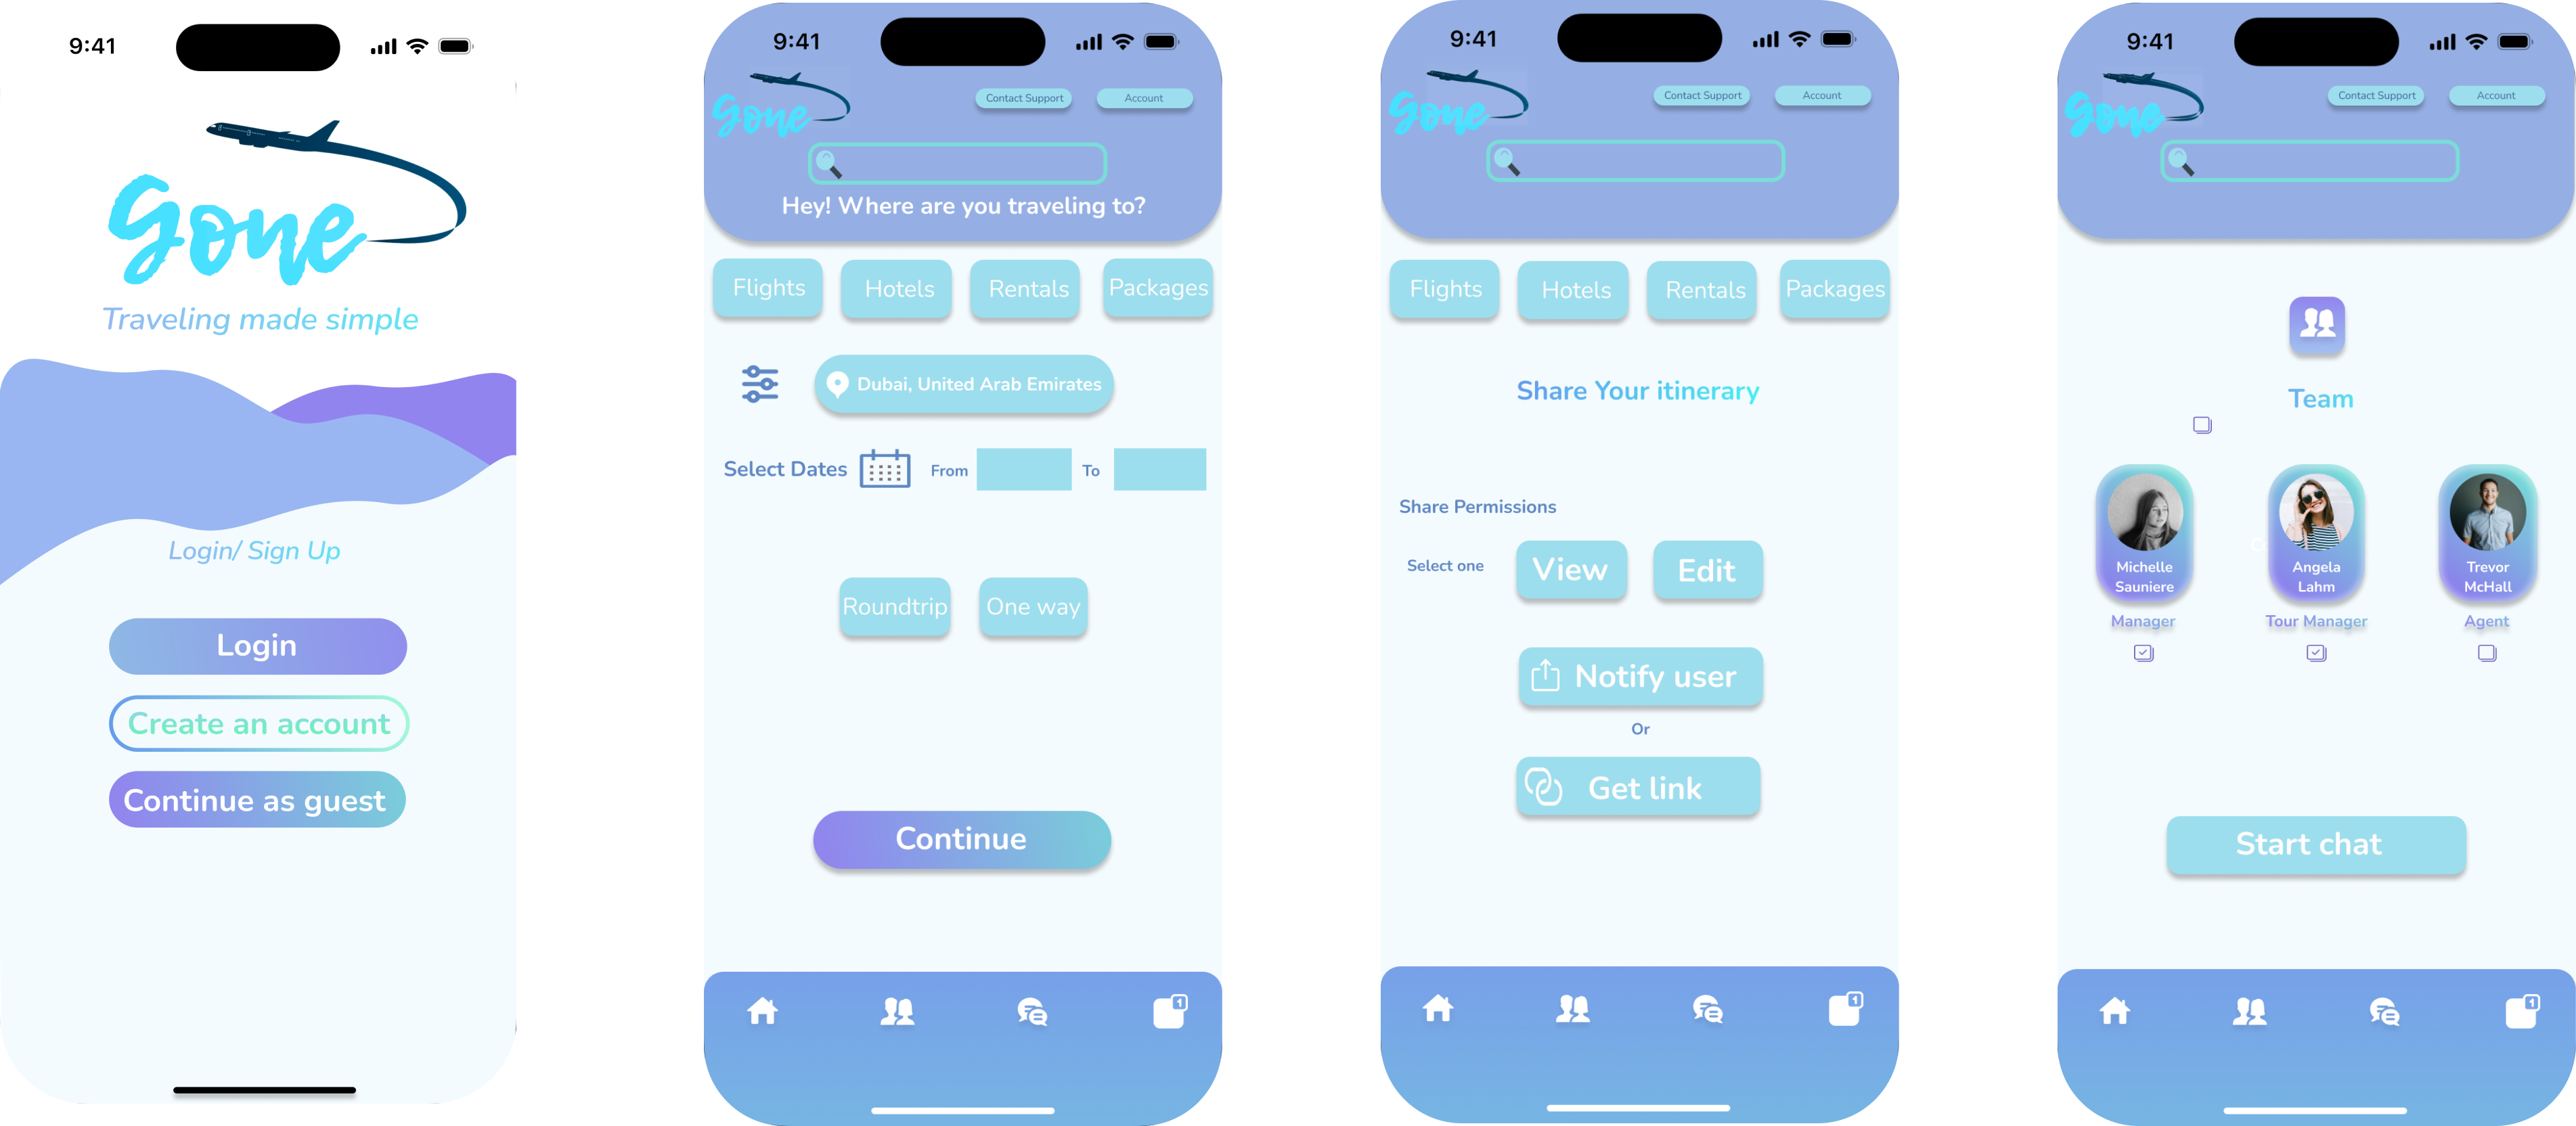 9:41
Gone
Traveling made simple
Login/ Sign Up
Login
Create an account
Continue as guest
9:41
Gone
Contact Support
Account
Hey! Where are you traveling to?
Flights
Hotels
Rentals
Packages
Dubai, United Arab Emirates
Select Dates
From
To
Roundtrip
One way
Continue
1
9:41
Gone
Contact Support
Account
Flights
Hotels
Rentals
Packages
Share Your itinerary
Share Permissions
Select one
View
Edit
Notify user
Or
Get link
1
9:41
Gone
Contact Support
Account
Team
Michelle
Sauniere
Angela
Lahm
Trevor
McHall
Manager
Tour Manager
Agent
Start chat
1